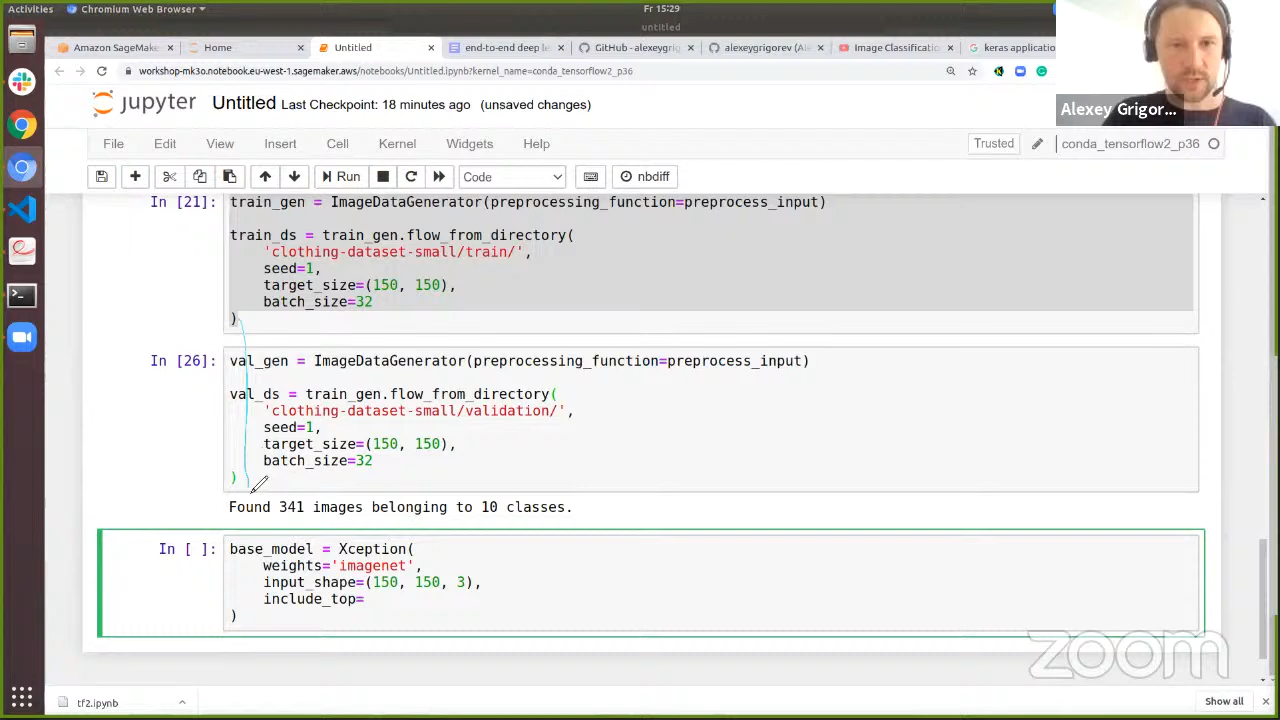 Activities
Chromium Web Browser
Fr 15:29
untitled
Amazon SageMake
Home
Untitled
end-to-end deep le
GitHub - alexeygri
alexeygrigorev (Al
Image Classificati
keras application
workshop-mk3o.notebook.eu-west-1.sagemaker.aws/notebooks/Untitled.ipynb?kernel_name=conda_tensorflow2_p36
Alexey Grigor...
jupyter Untitled Last Checkpoint: 18 minutes ago (unsaved changes)
File Edit View Insert Cell Kernel Widgets Help
Trusted
conda_tensorflow2_p36
Run
Code
nbdiff
In [21]: train_gen = ImageDataGenerator(preprocessing_function=preprocess_input)
train_ds = train_gen.flow_from_directory(
'clothing-dataset-small/train/',
seed=1,
target_size=(150, 150),
batch_size=32
)
In [26]: val_gen = ImageDataGenerator(preprocessing_function=preprocess_input)
val_ds = train_gen.flow_from_directory(
'clothing-dataset-small/validation/',
seed=1,
target_size=(150, 150),
batch_size=32
)
Found 341 images belonging to 10 classes.
In [ ]: base_model = Xception(
weights='imagenet',
input_shape=(150, 150, 3),
include_top=
)
zoom
tf2.ipynb
Show all